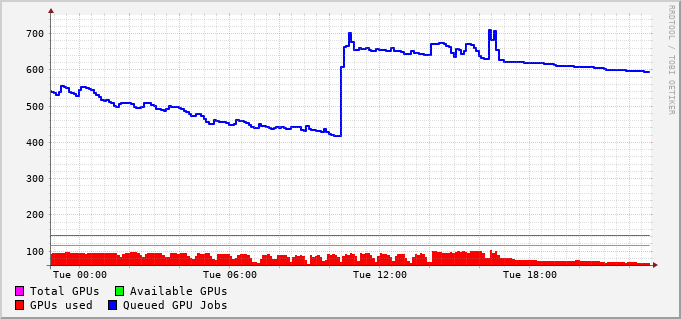 RRDTOOL / TOBI OETIKER
700
600
500
400
300
200
100
Tue 00:00 Tue 06:00 Tue 12:00 Tue 18:00
Total GPUs Available GPUs
GPUs used Queued GPU Jobs